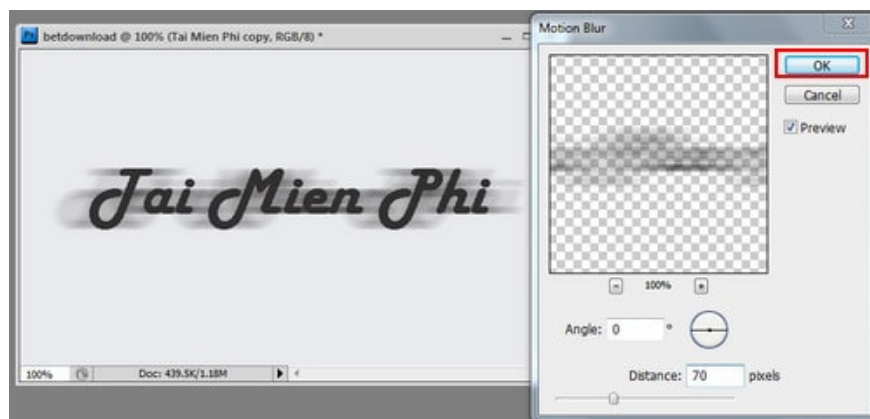 Ps betdownload @ 100% (Tai Mien Phi copy, RGB/8) *
Tai Mien Phi
100% Doc: 439.5K/1.18M
Motion Blur
OK
Cancel
Preview
100%
Angle: 0 °
Distance: 70 pixels